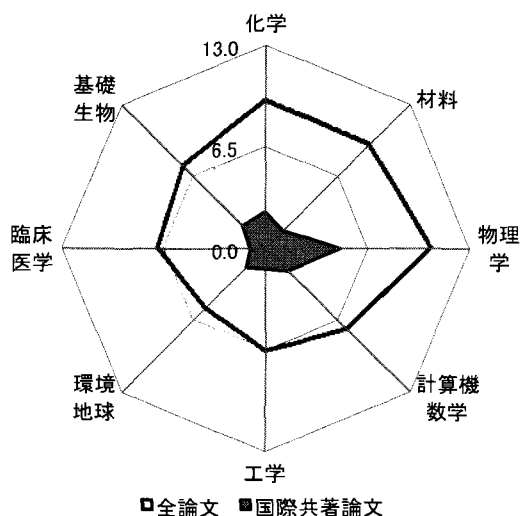 化学
13.0
基礎
生物
材料
6.5
臨床
医学
0.0
物理
学
環境
地球
計算機
数学
工学
全論文 国際共著論文